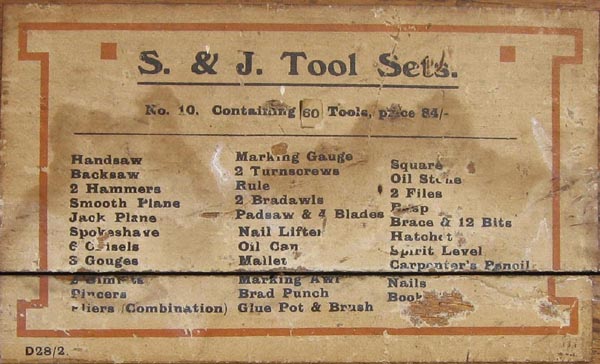 S. & J. Tool Sets.
No. 10. Containing 60 Tools, price 84/-
Handsaw
Backsaw
2 Hammers
Smooth Plane
Jack Plane
Spokeshave
6 Chisels
3 Gouges
2 Gimlets
Pincers
Pliers (Combination)
Marking Gauge
2 Turnscrews
Rule
2 Bradawls
Padsaw & 4 Blades
Nail Lifter
Oil Can
Mallet
Marking Awl
Brad Punch
Glue Pot & Brush
Square
Oil Stone
2 Files
Rasp
Brace & 12 Bits
Hatchet
Spirit Level
Carpenter's Pencil
Nails
Book
D28/2